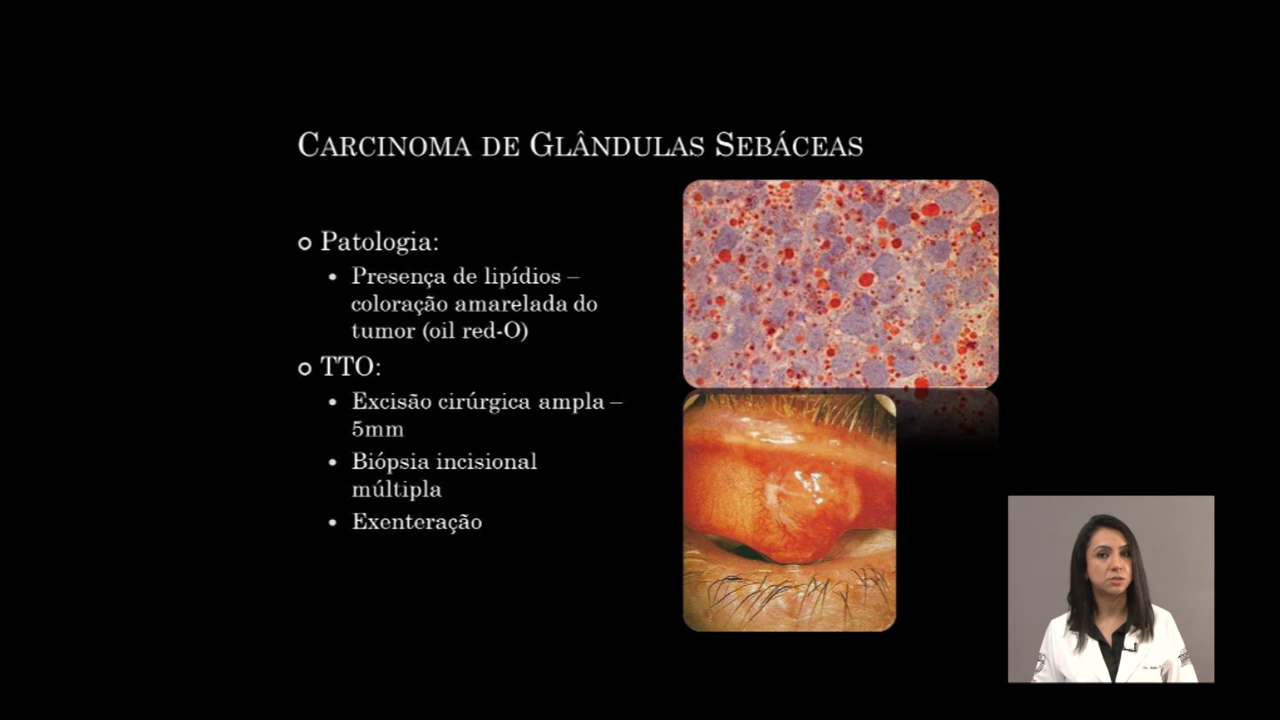 CARCINOMA DE GLÂNDULAS SEBÁCEAS
Patologia:
Presença de lipídios –
coloração amarelada do
tumor (oil red-O)
TTO:
Excisão cirúrgica ampla –
5mm
Biópsia incisional
múltipla
Exenteração